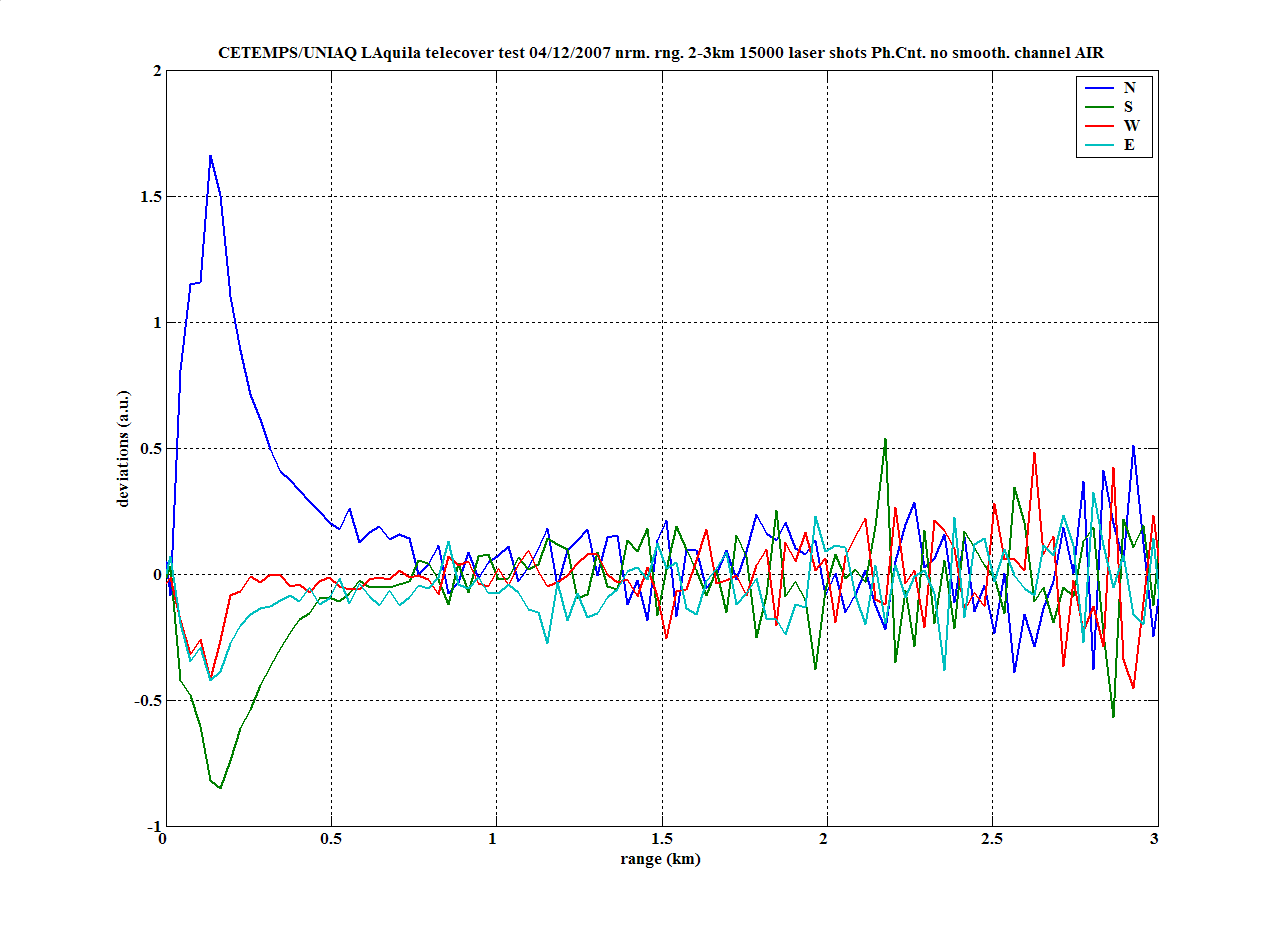 CETEMPS/UNIAQ LAquila telecover test 04/12/2007 nrm. rng. 2-3km 15000 laser shots Ph.Cnt. no smooth. channel AIR
2
N
S
W
E
1.5
1
0.5
deviations (a.u.)
0
-0.5
-1
0 0.5 1 1.5 2 2.5 3
range (km)